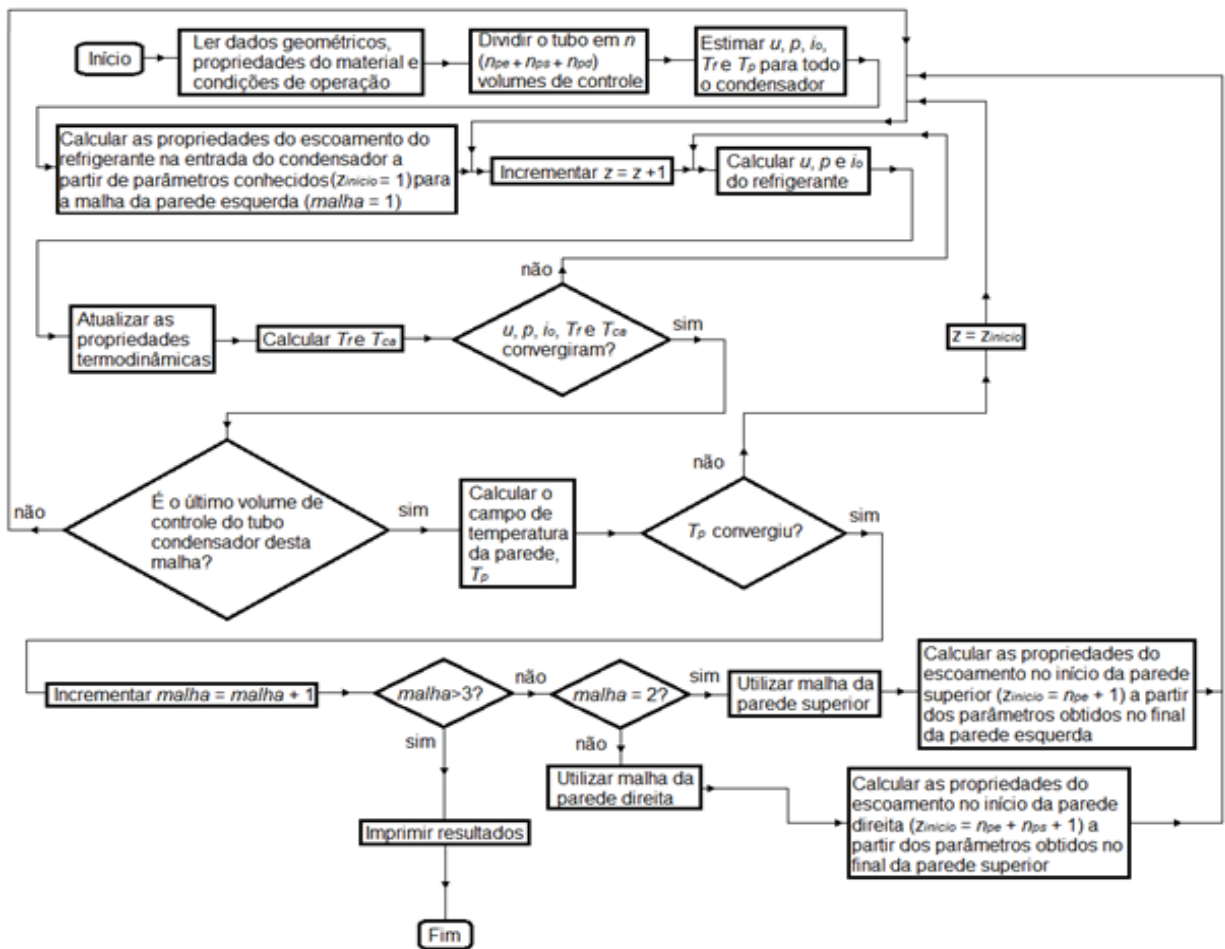 Início
Ler dados geométricos,
propriedades do material e
condições de operação
Dividir o tubo em n
(npe + nps + npd)
volumes de controle
Estimar u, p, io,
Tf e Tp para todo
o condensador
Calcular as propriedades do escoamento do
refrigerante na entrada do condensador a
partir de parâmetros conhecidos(zinicio = 1) para
a malha da parede esquerda (malha = 1)
Incrementar z = z +1
Calcular u, p e io
do refrigerante
Atualizar as
propriedades
termodinâmicas
Calcular Tf e Tca
u, p, io, Tf e Tca
convergiram?
não
sim
z = zinicio
É o último volume de
controle do tubo
condensador desta
malha?
não
sim
Calcular o
campo de
temperatura
da parede,
Tp
Tp convergiu?
não
sim
Incrementar malha = malha + 1
malha>3?
não
sim
malha = 2?
sim
não
Utilizar malha da
parede superior
Calcular as propriedades do
escoamento no início da parede
superior (zinicio = npe + 1) a partir
dos parâmetros obtidos no final
da parede esquerda
Utilizar malha da
parede direita
Calcular as propriedades do
escoamento no início da parede
direita (zinicio = npe + nps + 1) a
partir dos parâmetros obtidos no
final da parede superior
Imprimir resultados
Fim